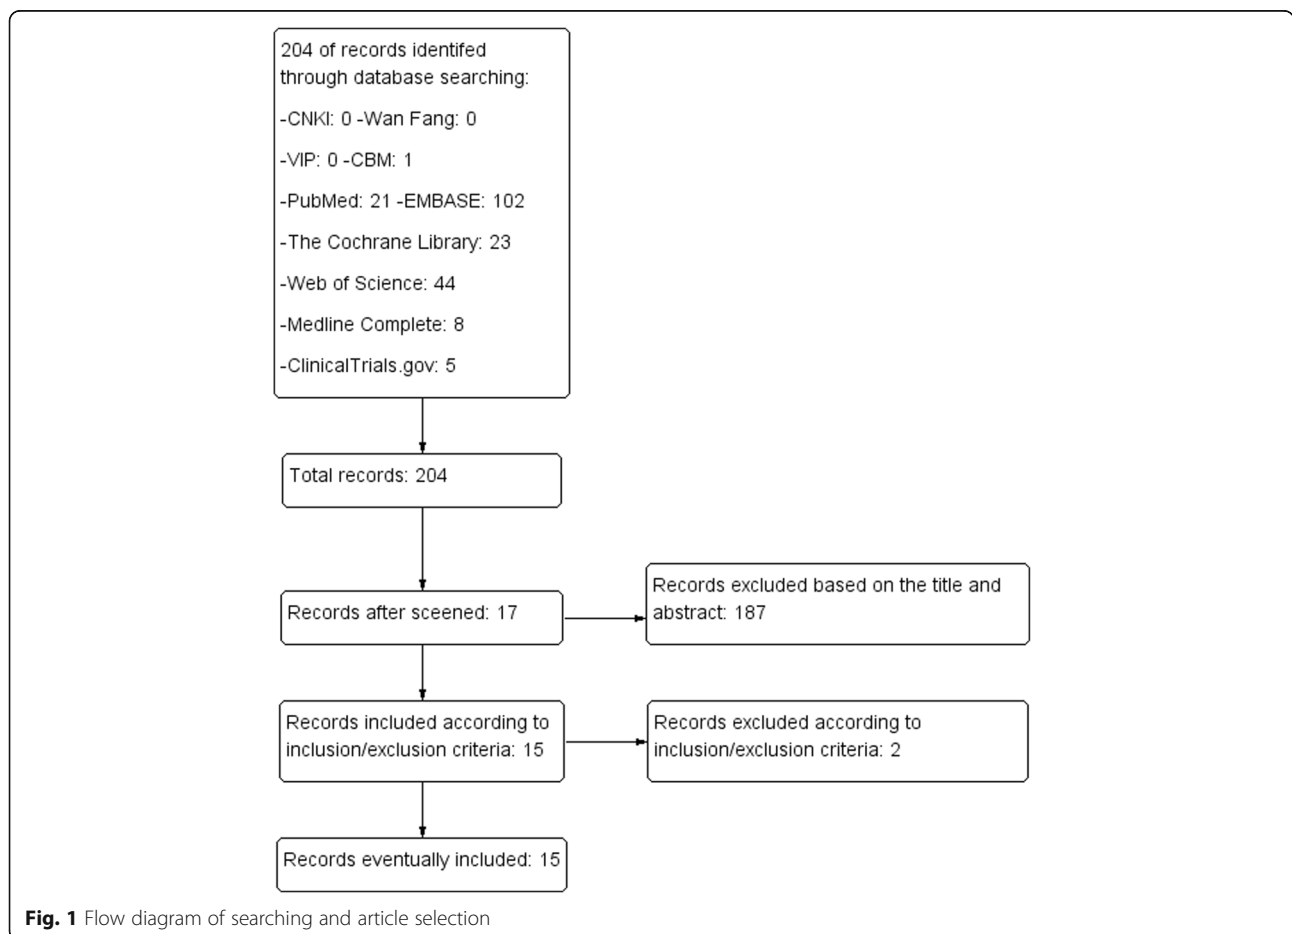 204 of records identifed
through database searching:
-CNKI: 0 -Wan Fang: 0
-VIP: 0 -CBM: 1
-PubMed: 21 -EMBASE: 102
-The Cochrane Library: 23
-Web of Science: 44
-Medline Complete: 8
-ClinicalTrials.gov: 5
Total records: 204
Records after sceened: 17
Records excluded based on the title and
abstract: 187
Records included according to
inclusion/exclusion criteria: 15
Records excluded according to
inclusion/exclusion criteria: 2
Records eventually included: 15
Fig. 1 Flow diagram of searching and article selection